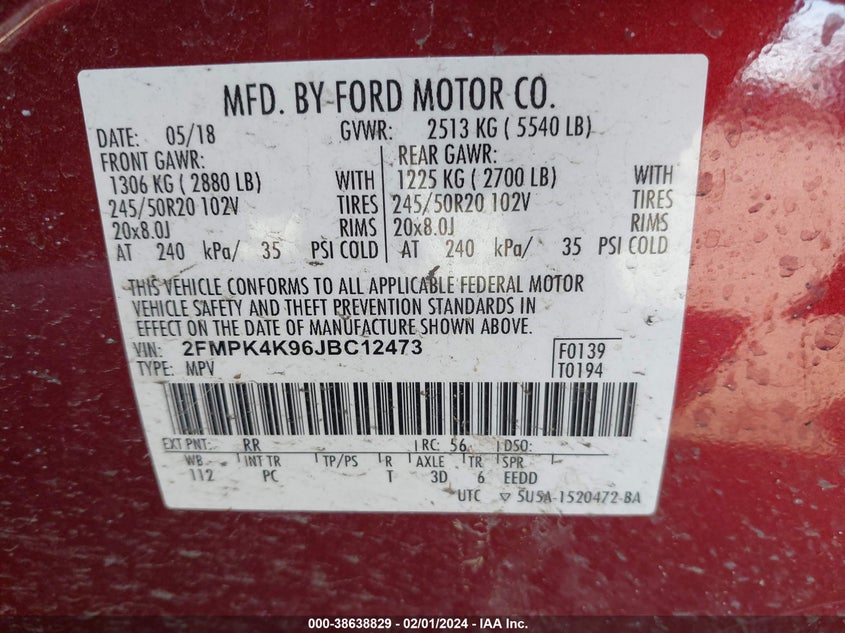 MFD. BY FORD MOTOR CO.
DATE: 05/18 GVWR: 2513 KG ( 5540 LB)
FRONT GAWR: REAR GAWR:
1306 KG ( 2880 LB) WITH 1225 KG ( 2700 LB) WITH
245/50R20 102V TIRES 245/50R20 102V TIRES
20x8.0J RIMS 20x8.0J RIMS
AT 240 kPa/ 35 PSI COLD AT 240 kPa/ 35 PSI COLD
THIS VEHICLE CONFORMS TO ALL APPLICABLE FEDERAL MOTOR
VEHICLE SAFETY AND THEFT PREVENTION STANDARDS IN
EFFECT ON THE DATE OF MANUFACTURE SHOWN ABOVE.
VIN: 2FMPK4K96JBC12473 F0139
TYPE: MPV T0194
EXT PNT: RR RC: 56 DSO:
WB INT TR TP/PS R AXLE TR SPR
112 PC T 3D 6 EEDD
UTC ▽ 5U5A-1520472-BA
000-38638829 - 02/01/2024 - IAA Inc.